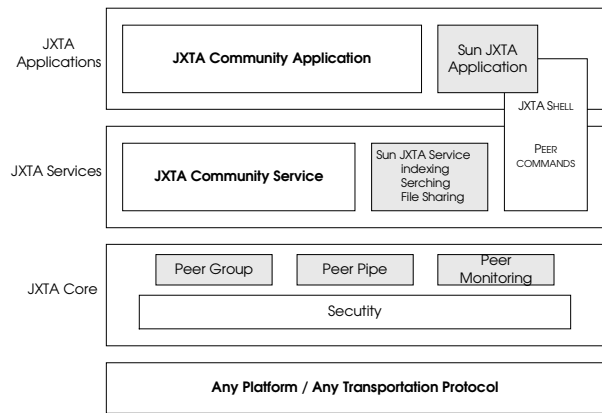 JXTA
Applications
JXTA Community Application
Sun JXTA
Application
JXTA SHELL
PEER
COMMANDS
JXTA Services
JXTA Community Service
Sun JXTA Service
indexing
Serching
File Sharing
JXTA Core
Peer Group
Peer Pipe
Peer
Monitoring
Secutity
Any Platform / Any Transportation Protocol